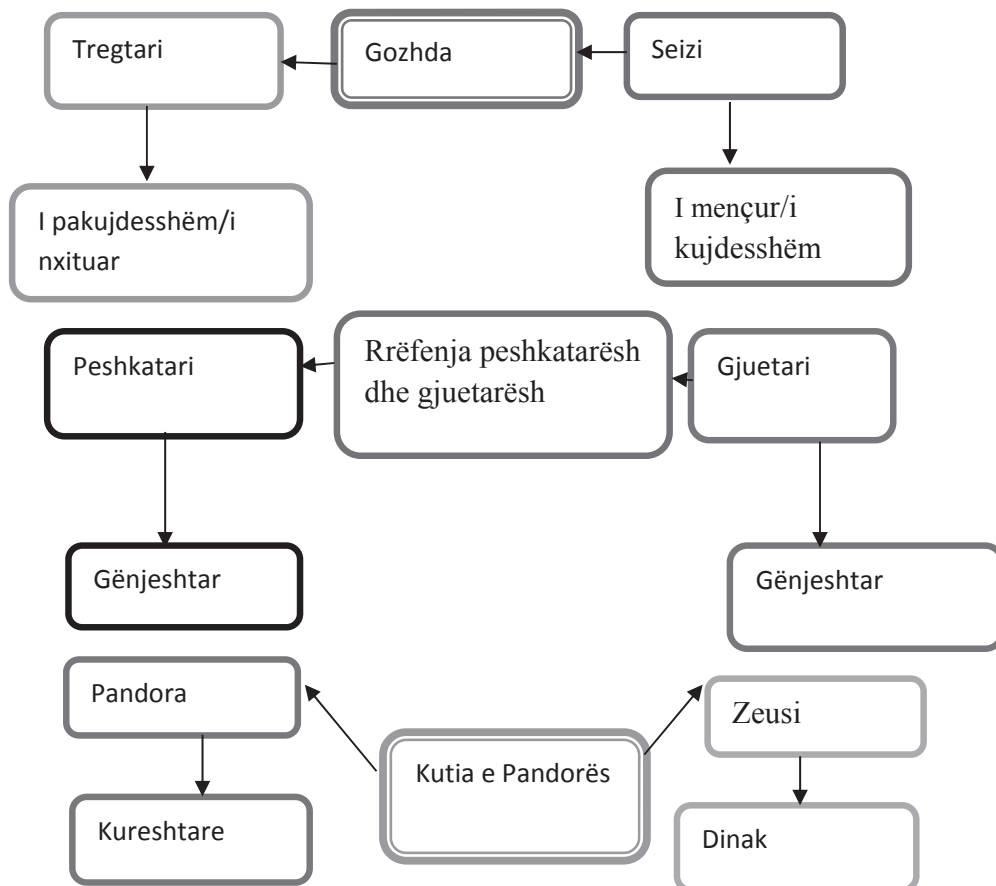 Tregtari
Gozhda
Seizi
I pakujdesshëm/i
nxituar
I mençur/i
kujdesshëm
Peshkatari
Rrëfenja peshkatarësh
dhe gjuetarësh
Gjuetari
Gënjeshtar
Gënjeshtar
Pandora
Zeusi
Kutia e Pandorës
Kureshtare
Dinak